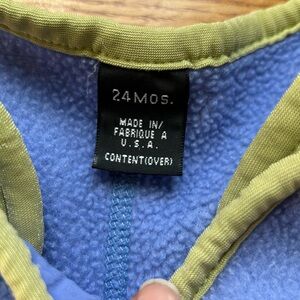 24MOS.
MADE IN/
FABRIQUE A
U.S.A.
CONTENT(OVER)